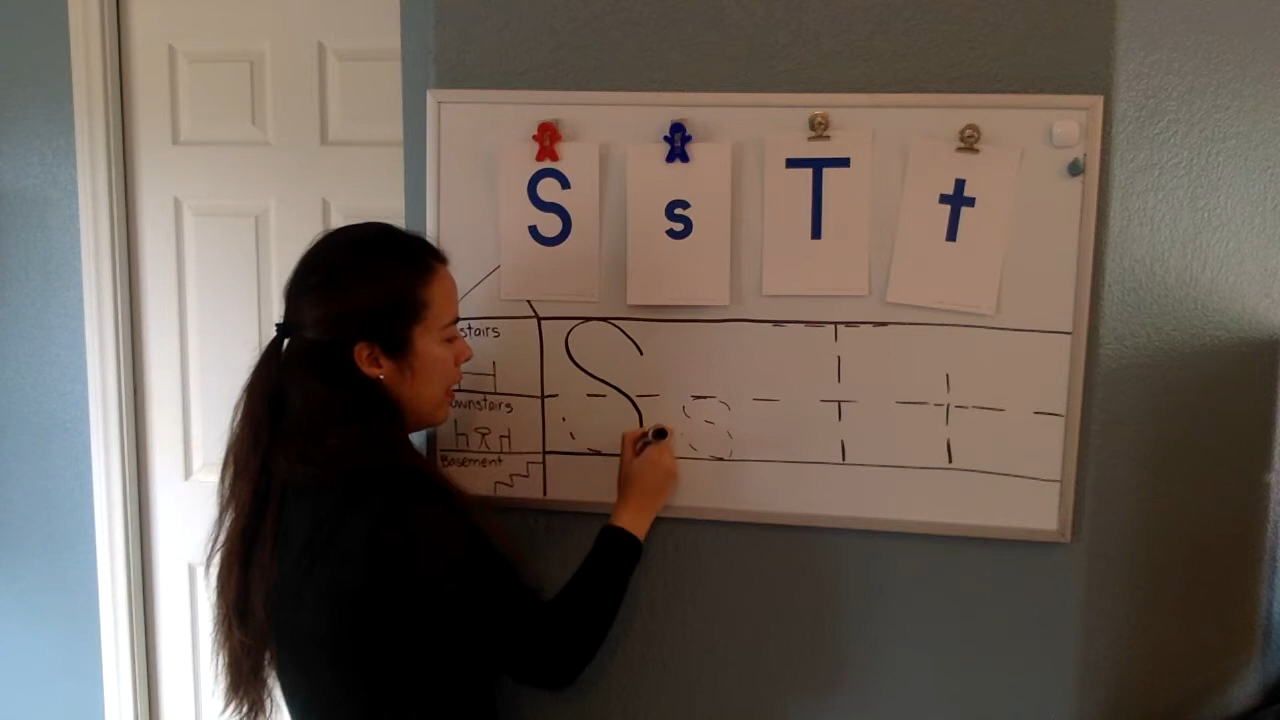 S s T t
stairs
ownstairs
Basement
S s T t